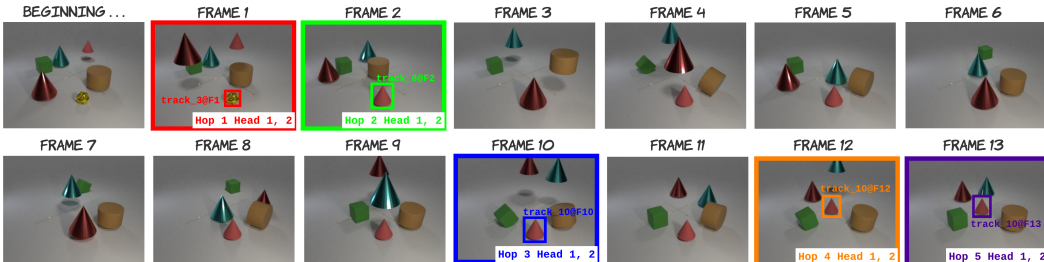 BEGINNING...
FRAME 1
FRAME 2
FRAME 3
FRAME 4
FRAME 5
FRAME 6
track_3@F1
Hop 1 Head 1, 2
track_8@F2
Hop 2 Head 1, 2
FRAME 7
FRAME 8
FRAME 9
FRAME 10
FRAME 11
FRAME 12
FRAME 13
track_10@F10
Hop 3 Head 1, 2
track_10@F12
Hop 4 Head 1, 2
track_10@F13
Hop 5 Head 1, 2